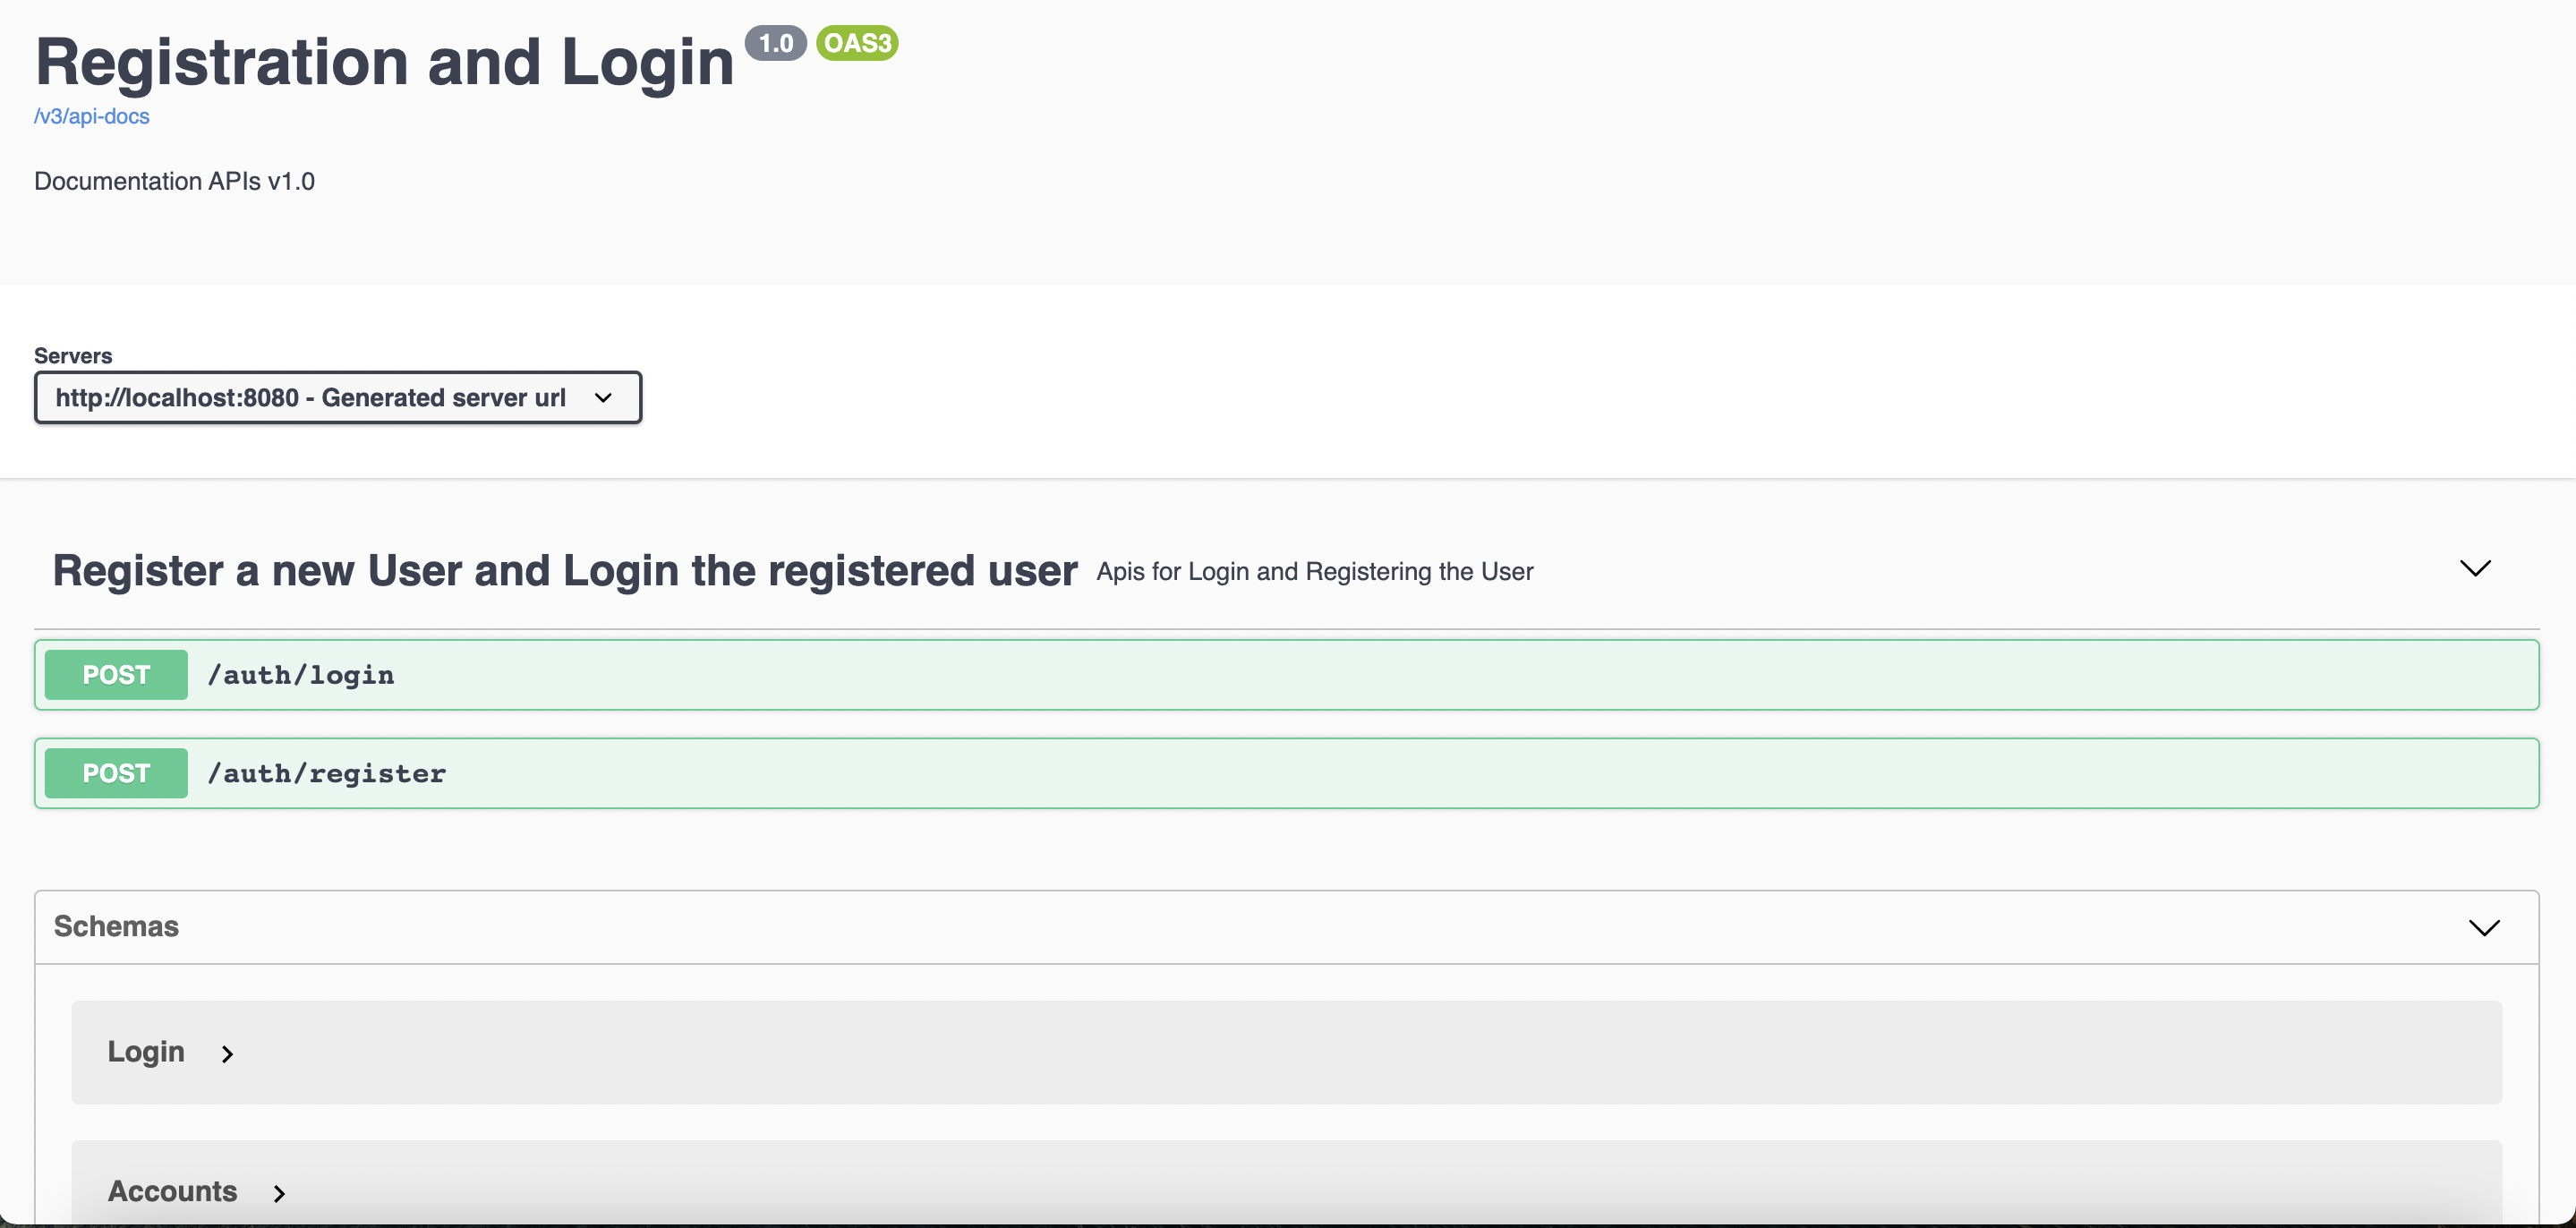 Registration and Login 1.0 OAS3
/v3/api-docs
Documentation APIs v1.0
Servers
http://localhost:8080 - Generated server url
Register a new User and Login the registered user Apis for Login and Registering the User
POST /auth/login
POST /auth/register
Schemas
Login
Accounts